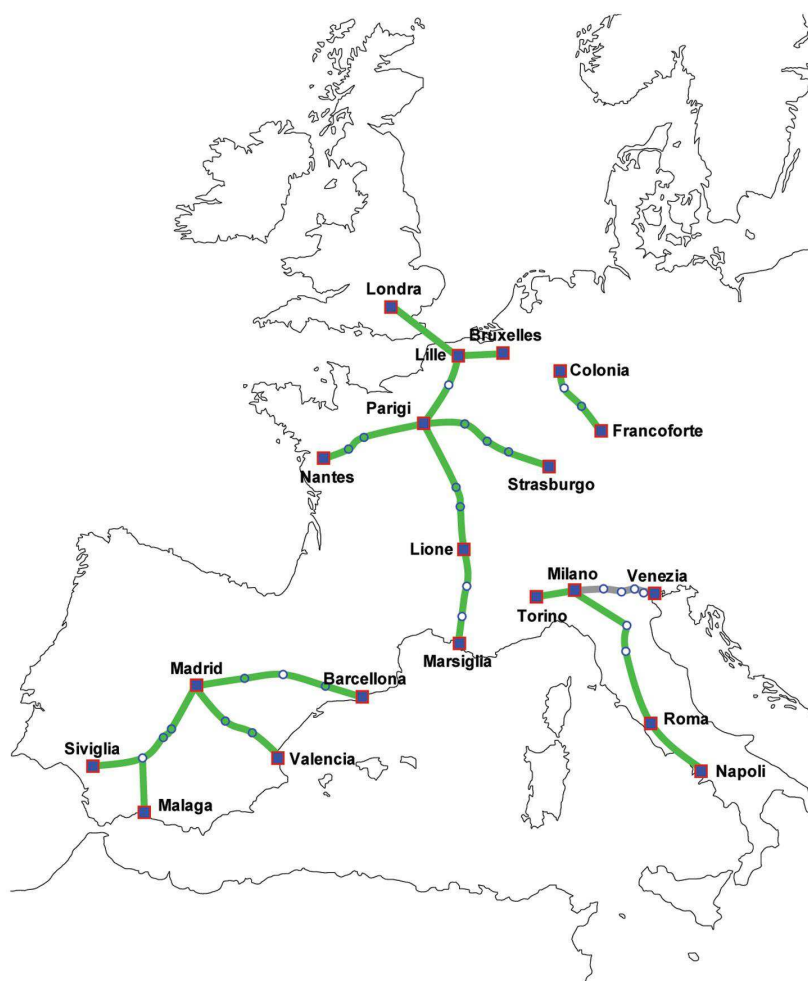 Londra
Bruxelles
Lille
Colonia
Parigi
Francoforte
Nantes
Strasburgo
Lione
Milano
Venezia
Torino
Marsiglia
Madrid
Barcellona
Roma
Siviglia
Valencia
Napoli
Malaga